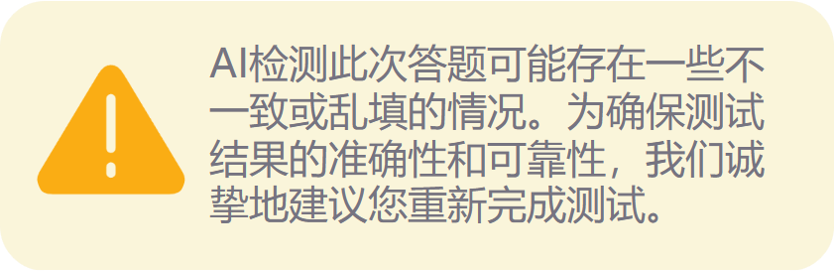 AI检测此次答题可能存在一些不
一致或乱填的情况。为确保测试
结果的准确性和可靠性，我们诚
挚地建议您重新完成测试。